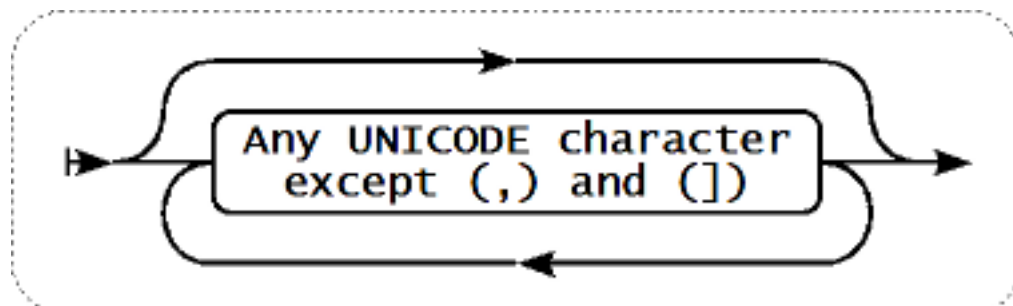 Any UNICODE character
except (,) and (])